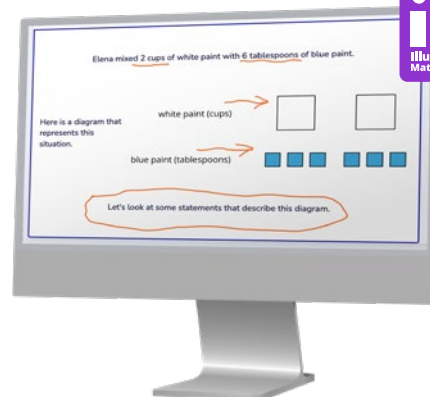 Elena mixed 2 cups of white paint with 6 tablespoons of blue paint.
white paint (cups)
Here is a diagram that
represents this
situation.
blue paint (tablespoons)
Let's look at some statements that describe this diagram.